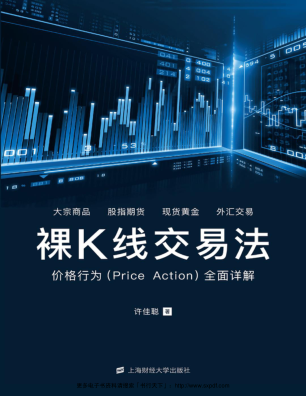 大宗商品 股指期货 现货黄金 外汇交易
裸K线交易法
价格行为(Price Action)全面详解
许佳聪 著
上海财经大学出版社